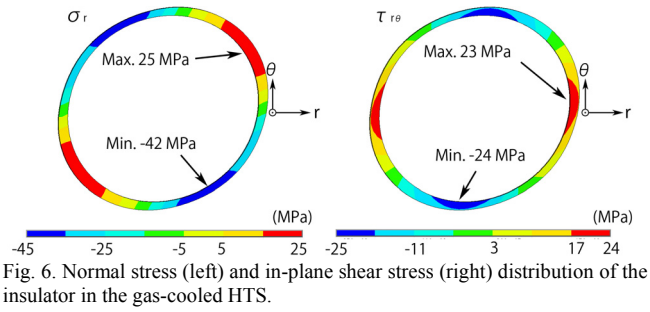 σ r
τ rθ
Max. 25 MPa
Max. 23 MPa
θ
θ
r
r
Min. -42 MPa
Min. -24 MPa
(MPa)
(MPa)
-45 -25 -5 5 25
-25 -11 3 17 24
Fig. 6. Normal stress (left) and in-plane shear stress (right) distribution of the
insulator in the gas-cooled HTS.